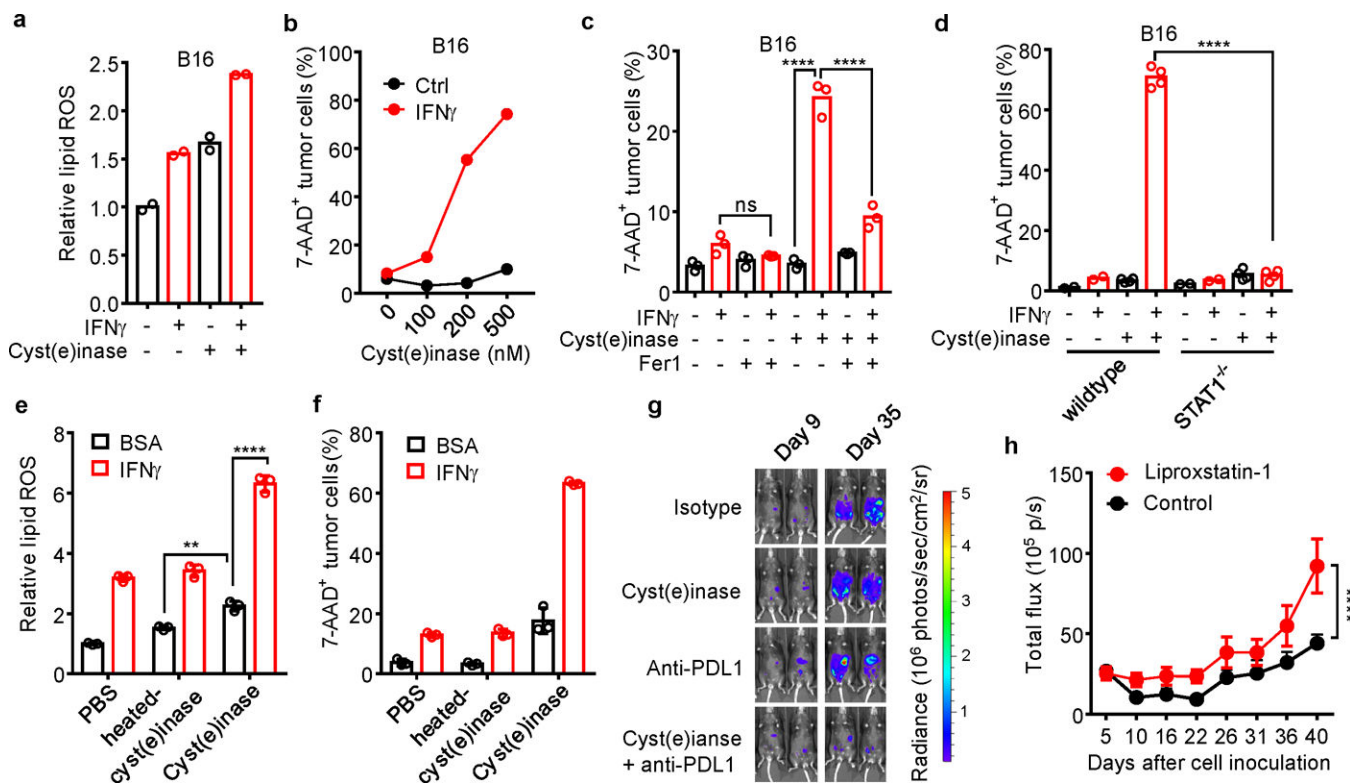 a
B16
Relative lipid ROS
2.5
2.0
1.5
1.0
0.5
0.0
IFNγ - + - +
Cyst(e)inase - - + +
b
B16
7-AAD+ tumor cells (%)
100
80
60
40
20
0
Ctrl
IFNγ
0 100 200 500
Cyst(e)inase (nM)
c
B16
7-AAD+ tumor cells (%)
30
20
10
0
ns
**** ****
IFNγ - + - + - + - +
Cyst(e)inase - - - - + + + +
Fer1 - - + + - - + +
d
B16
7-AAD+ tumor cells (%)
80
60
40
20
0
****
IFNγ - + - + - + - +
Cyst(e)inase - - + + - - + +
wildtype STAT1-/-
e
Relative lipid ROS
8
6
4
2
0
BSA
IFNγ
****
**
PBS
heated-
cyst(e)inase
Cyst(e)inase
f
7-AAD+ tumor cells(%)
100
80
60
40
20
0
BSA
IFNγ
PBS
heated-
cyst(e)inase
Cyst(e)inase
g
Day 9 Day 35
Isotype
Cyst(e)inase
Anti-PDL1
Cyst(e)ianse
+ anti-PDL1
5
4
3
2
1
Radiance (10^6 photos/sec/cm^2/sr)
h
Liproxstatin-1
Control
Total flux (10^5 p/s)
150
100
50
0
****
5 10 16 22 26 31 36 40
Days after cell inoculation